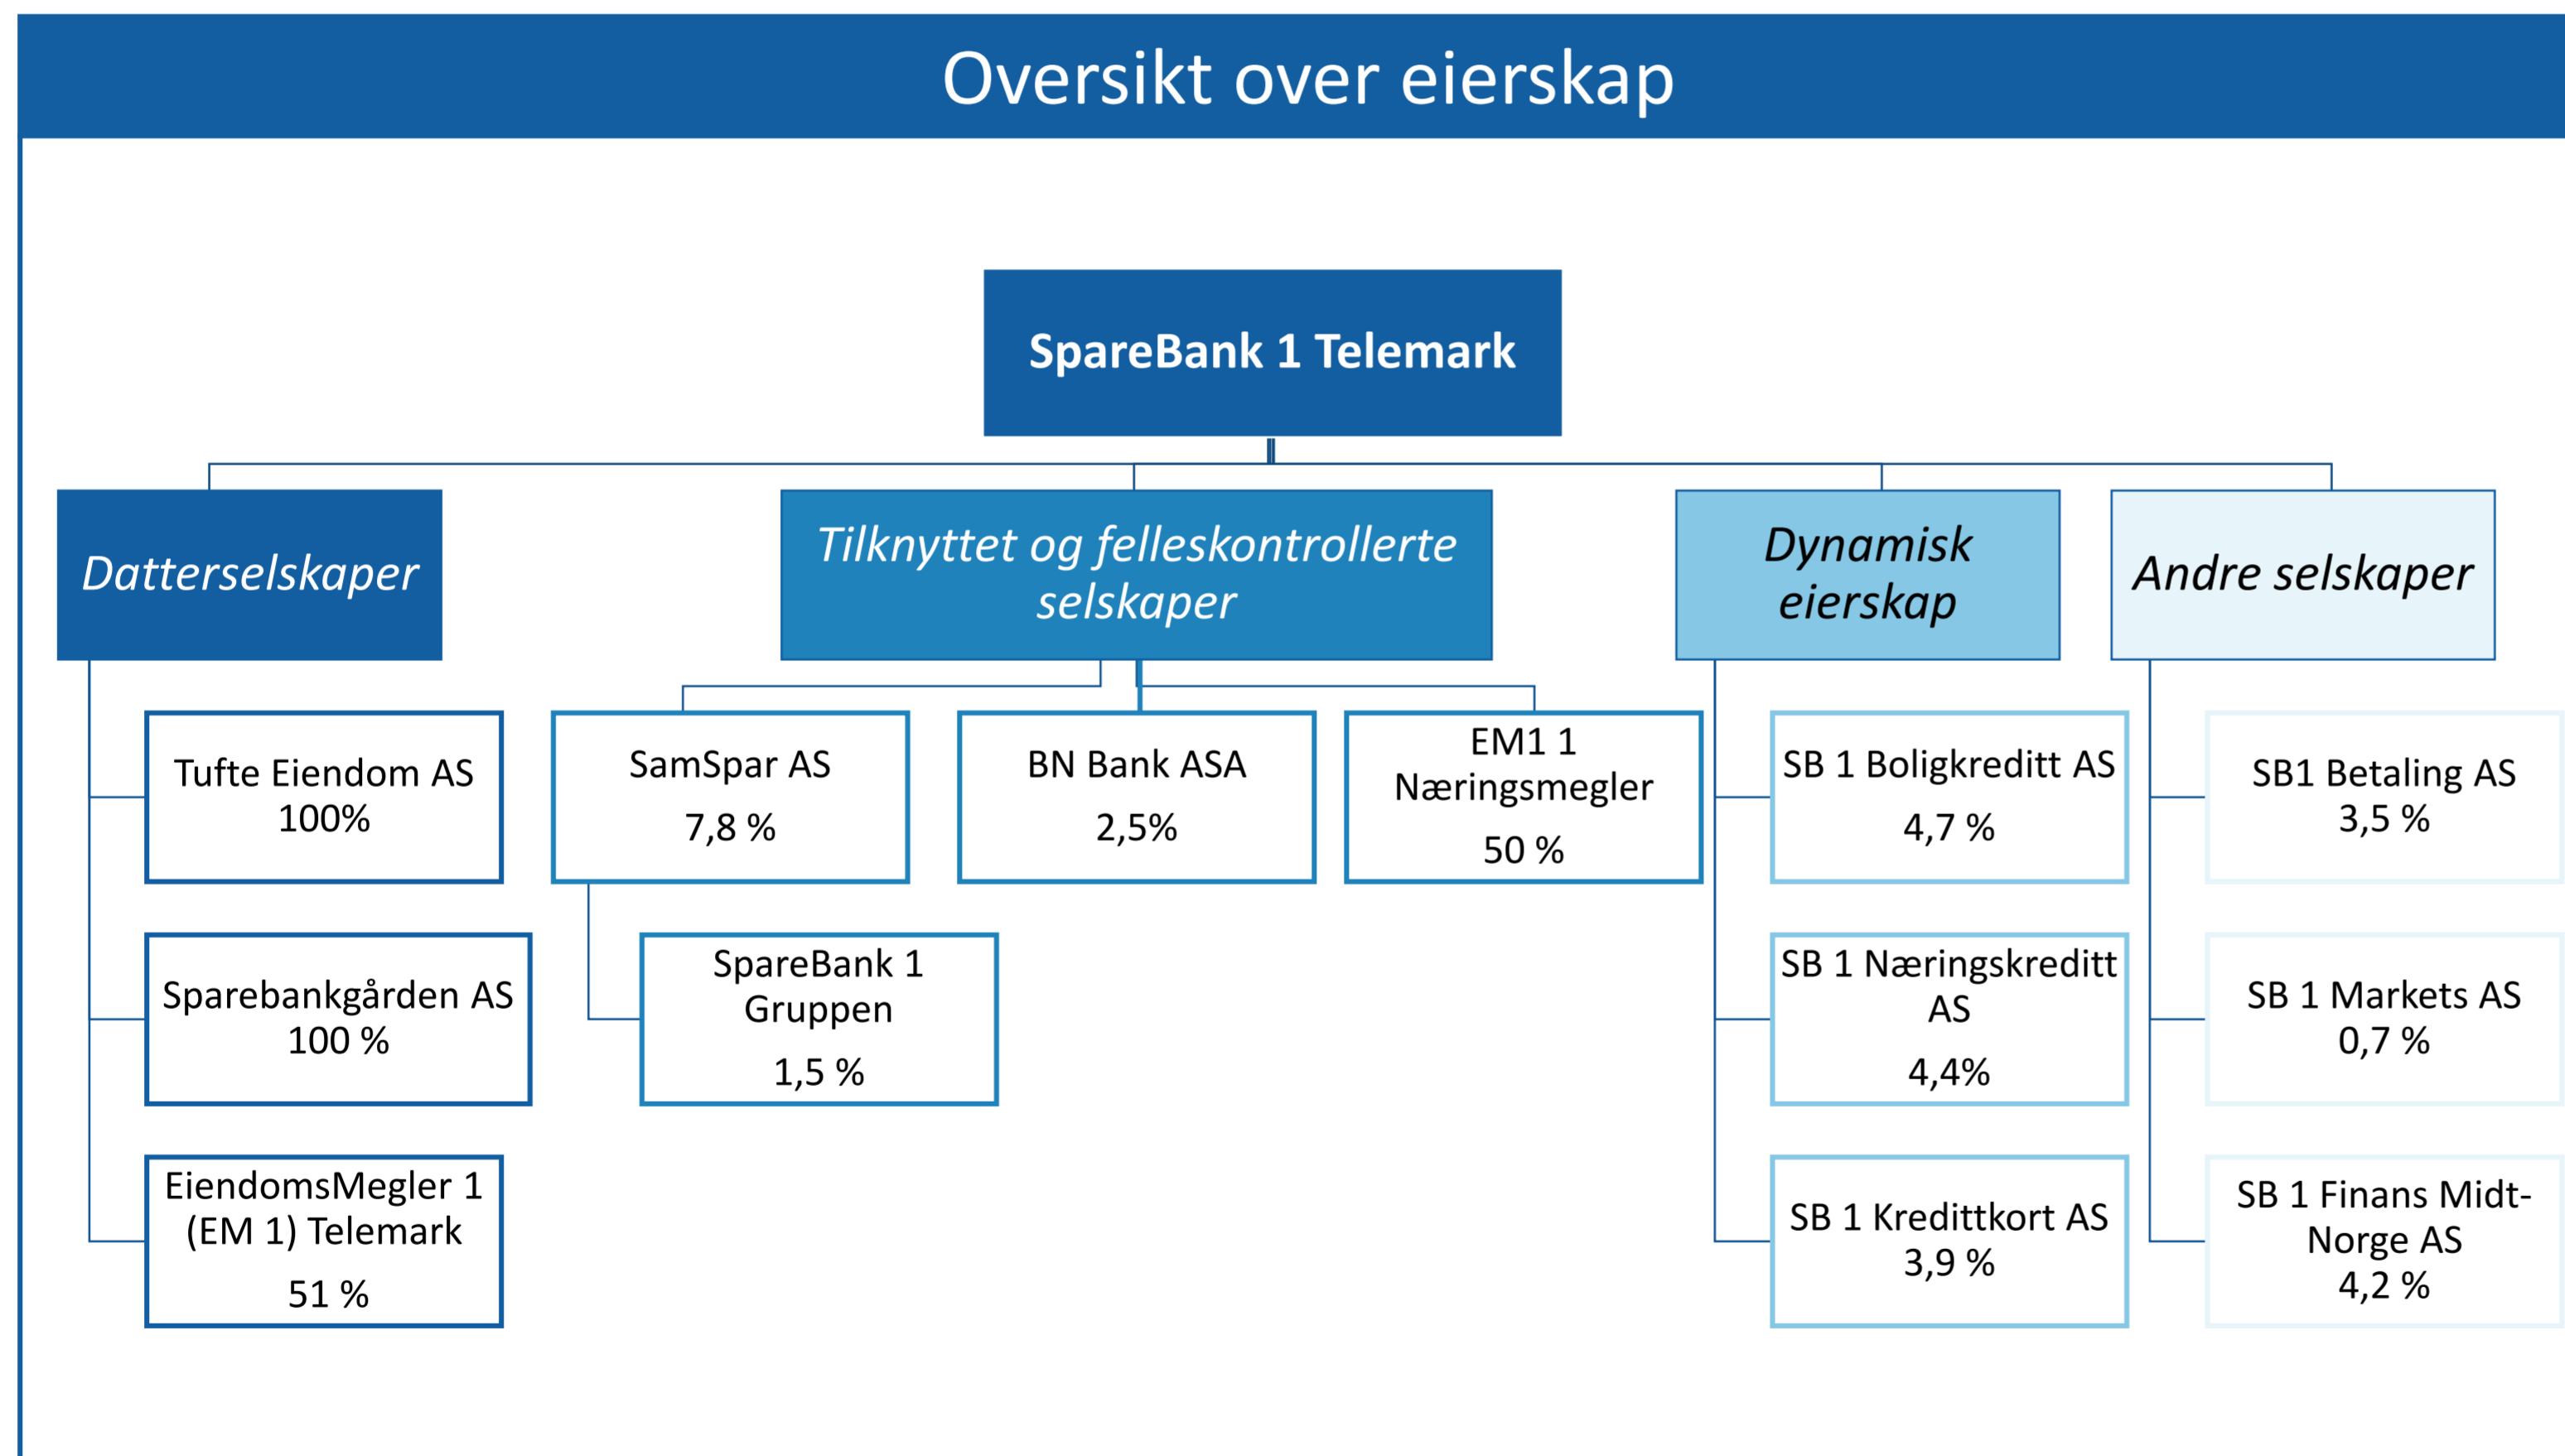 Oversikt over eierskap
SpareBank 1 Telemark
Datterselskaper
Tufte Eiendom AS
100%
Sparebankgården AS
100 %
EiendomsMegler 1
(EM 1) Telemark
51 %
Tilknyttet og felleskontrollerte
selskaper
SamSpar AS
7,8 %
SpareBank 1
Gruppen
1,5 %
BN Bank ASA
2,5%
EM1 1
Næringsmegler
50 %
Dynamisk
eierskap
SB 1 Boligkreditt AS
4,7 %
SB 1 Næringskreditt
AS
4,4%
SB 1 Kredittkort AS
3,9 %
Andre selskaper
SB1 Betaling AS
3,5 %
SB 1 Markets AS
0,7 %
SB 1 Finans Midt-
Norge AS
4,2 %